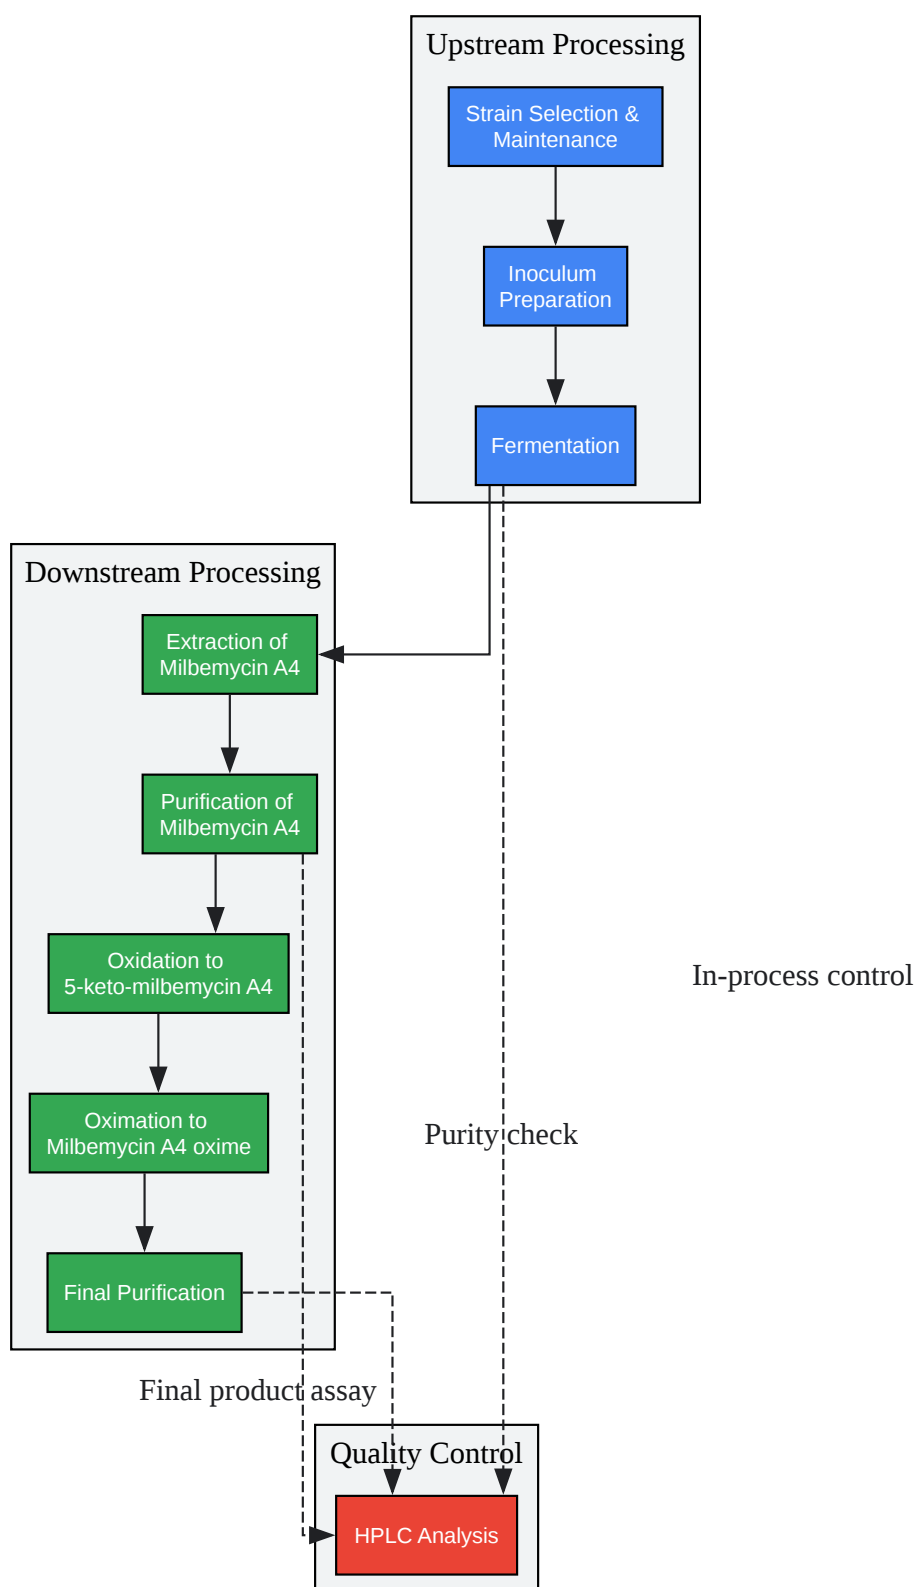 Upstream Processing
Strain Selection &
Maintenance
Inoculum
Preparation
Fermentation
Downstream Processing
Extraction of
Milbemycin A4
Purification of
Milbemycin A4
Oxidation to
5-keto-milbemycin A4
In-process control
Oximation to
Milbemycin A4 oxime
Purity check
Final Purification
Final product assay
Quality Control
HPLC Analysis